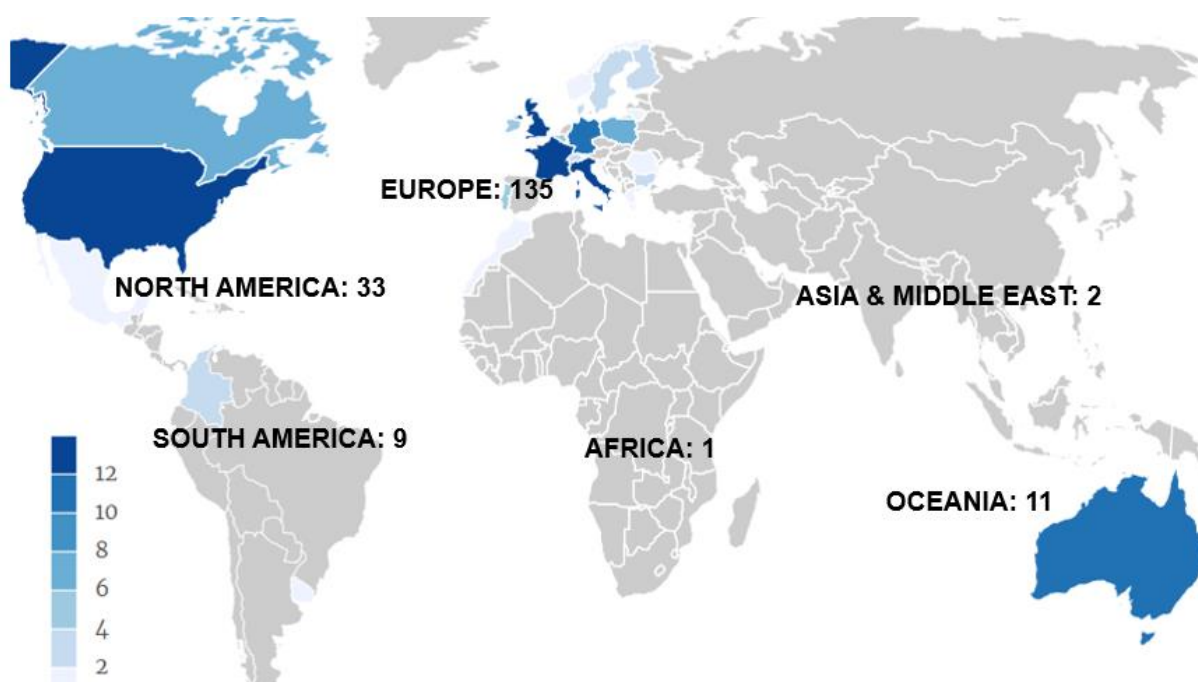 EUROPE: 135
NORTH AMERICA: 33
ASIA & MIDDLE EAST: 2
SOUTH AMERICA: 9
AFRICA: 1
OCEANIA: 11
12
10
8
6
4
2